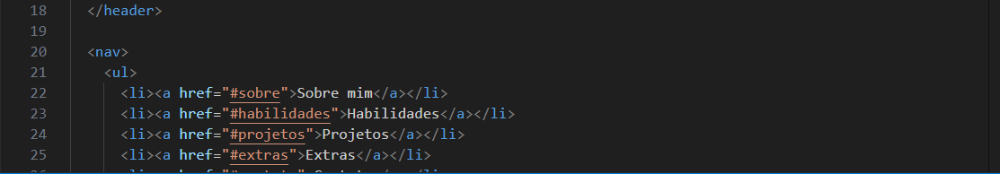 18 </header>
19
20 <nav>
21 <ul>
22 <li><a href="#sobre">Sobre mim</a></li>
23 <li><a href="#habilidades">Habilidades</a></li>
24 <li><a href="#projetos">Projetos</a></li>
25 <li><a href="#extras">Extras</a></li>